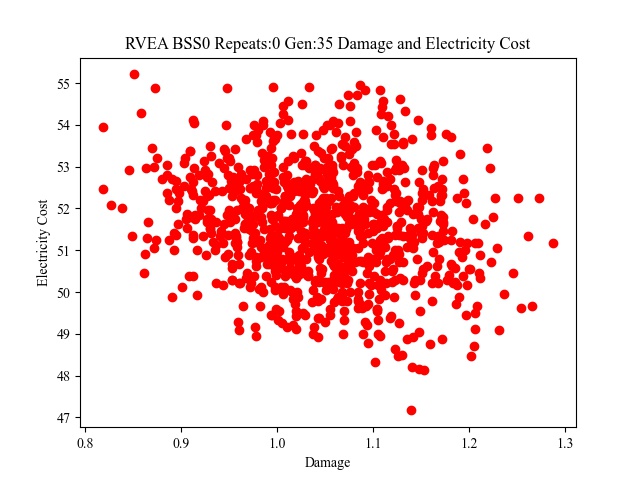 RVEA BSS0 Repeats:0 Gen:35 Damage and Electricity Cost
55
54
53
52
51
50
49
48
47
Electricity Cost
0.8 0.9 1.0 1.1 1.2 1.3
Damage